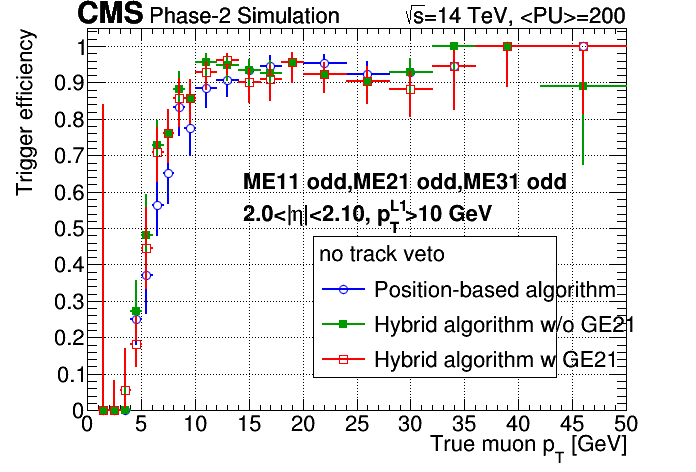 CMS Phase-2 Simulation √s=14 TeV, <PU>=200
Trigger efficiency
1
0.9
0.8
0.7
0.6
0.5
0.4
0.3
0.2
0.1
0
ME11 odd,ME21 odd,ME31 odd
2.0<|η|<2.10, p_T^L1>10 GeV
no track veto
Position-based algorithm
Hybrid algorithm w/o GE21
Hybrid algorithm w GE21
0 5 10 15 20 25 30 35 40 45 50
True muon p_T [GeV]